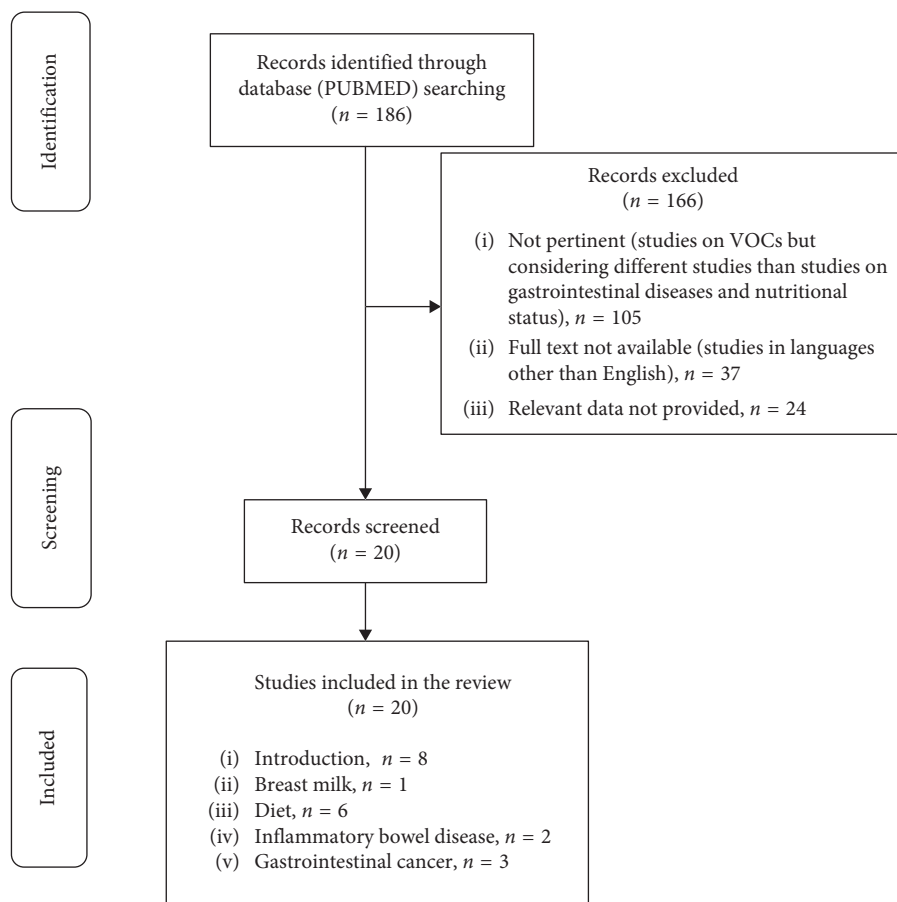 Identification
Records identified through
database (PUBMED) searching
(n = 186)
Records excluded
(n = 166)
(i) Not pertinent (studies on VOCs but
considering different studies than studies on
gastrointestinal diseases and nutritional
status), n = 105
(ii) Full text not available (studies in languages
other than English), n = 37
(iii) Relevant data not provided, n = 24
Screening
Records screened
(n = 20)
Included
Studies included in the review
(n = 20)
(i) Introduction, n = 8
(ii) Breast milk, n = 1
(iii) Diet, n = 6
(iv) Inflammatory bowel disease, n = 2
(v) Gastrointestinal cancer, n = 3